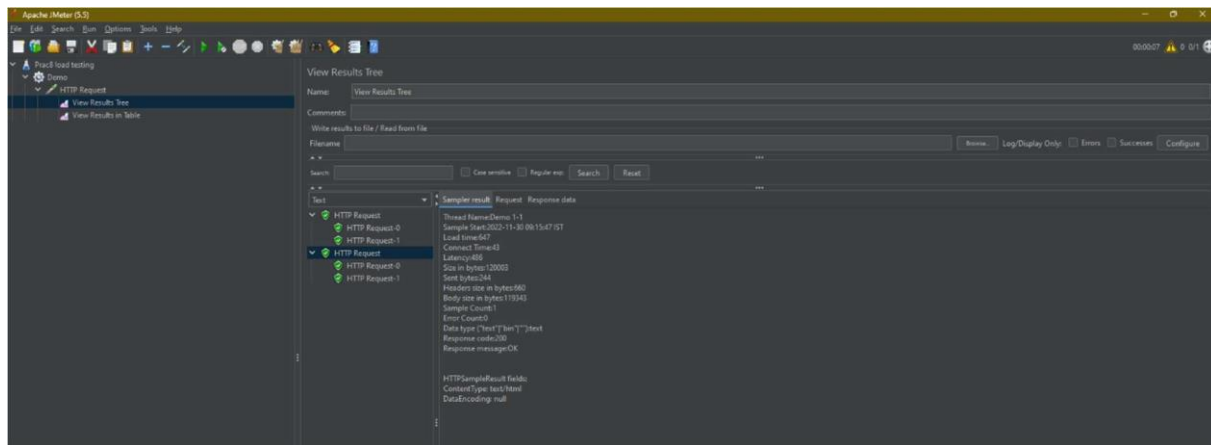 Apache JMeter (5.5)
File Edit Search Run Options Tools Help
00:00:07 0 0/1
Prac8 load testing
Demo
HTTP Request
View Results Tree
View Results in Table
View Results Tree
Name: View Results Tree
Comments:
Write results to file / Read from file
Filename
Browse... Log/Display Only: Errors Successes Configure
Search: Case sensitive Regular exp. Search Reset
Text
Sampler result Request Response data
HTTP Request
HTTP Request-0
HTTP Request-1
HTTP Request
HTTP Request-0
HTTP Request-1
Thread Name:Demo 1-1
Sample Start:2022-11-30 09:15:47 IST
Load time:647
Connect Time:43
Latency:486
Size in bytes:120003
Sent bytes:244
Headers size in bytes:660
Body size in bytes:119343
Sample Count:1
Error Count:0
Data type ("text"|"bin"|""):text
Response code:200
Response message:OK
HTTPSampleResult fields:
ContentType: text/html
DataEncoding: null